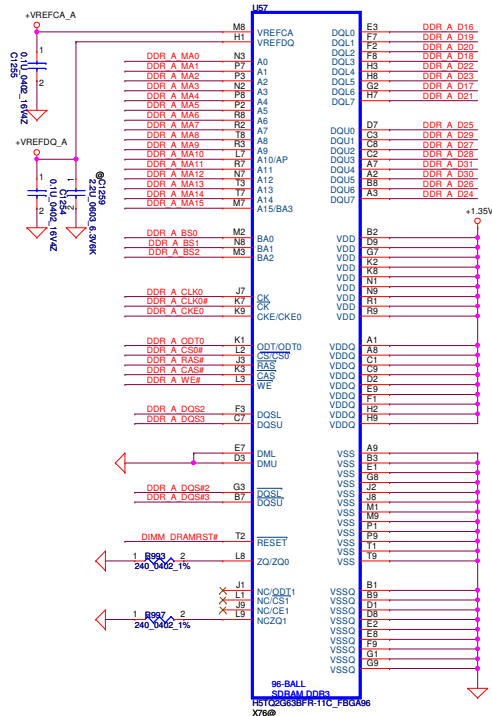 U57
+VREFCA_A
M8 VREFCA
H1 VREFDQ
1
2
0.1U_0402_16V4Z
C1255
+VREFDQ_A
1
2
0.1U_0402_16V4Z
C1254
1
2
@C1259
2.2U_0603_6.3V6K
DDR_A_MA0 N3 A0
DDR_A_MA1 P7 A1
DDR_A_MA2 P3 A2
DDR_A_MA3 N2 A3
DDR_A_MA4 P8 A4
DDR_A_MA5 P2 A5
DDR_A_MA6 R8 A6
DDR_A_MA7 R2 A7
DDR_A_MA8 T8 A8
DDR_A_MA9 R3 A9
DDR_A_MA10 L7 A10/AP
DDR_A_MA11 R7 A11
DDR_A_MA12 N7 A12
DDR_A_MA13 T3 A13
DDR_A_MA14 T7 A14
DDR_A_MA15 M7 A15/BA3
DDR_A_BS0 M2 BA0
DDR_A_BS1 N8 BA1
DDR_A_BS2 M3 BA2
DDR_A_CLK0 J7 CK
DDR_A_CLK0# K7 CK
DDR_A_CKE0 K9 CKE/CKE0
DDR_A_ODT0 K1 ODT/ODT0
DDR_A_CS0# L2 CS/CS0
DDR_A_RAS# J3 RAS
DDR_A_CAS# K3 CAS
DDR_A_WE# L3 WE
DDR_A_DQS2 F3 DQSL
DDR_A_DQS3 C7 DQSU
E7 DML
D3 DMU
DDR_A_DQS#2 G3 DQSL
DDR_A_DQS#3 B7 DQSU
DIMM_DRAMRST# T2 RESET
1 R993 2 L8 ZQ/ZQ0
240_0402_1%
J1 NC/ODT1
L1 NC/CS1
J9 NC/CE1
L9 NCZQ1
1 R997 2
240_0402_1%
DQL0 E3 DDR_A_D16
DQL1 F7 DDR_A_D19
DQL2 F2 DDR_A_D20
DQL3 F8 DDR_A_D18
DQL4 H3 DDR_A_D22
DQL5 H8 DDR_A_D23
DQL6 G2 DDR_A_D17
DQL7 H7 DDR_A_D21
DQU0 D7 DDR_A_D25
DQU1 C3 DDR_A_D29
DQU2 C8 DDR_A_D28
DQU3 C2 DDR_A_D27
DQU4 A7 DDR_A_D31
DQU5 A2 DDR_A_D30
DQU6 B8 DDR_A_D26
DQU7 A3 DDR_A_D24
+1.35V
VDD B2
VDD D9
VDD G7
VDD K2
VDD K8
VDD N1
VDD N9
VDD R1
VDD R9
VDDQ A1
VDDQ A8
VDDQ C1
VDDQ C9
VDDQ D2
VDDQ E9
VDDQ F1
VDDQ H2
VDDQ H9
VSS A9
VSS B3
VSS E1
VSS G8
VSS J2
VSS J8
VSS M1
VSS M9
VSS P1
VSS P9
VSS T1
VSS T9
VSSQ B1
VSSQ B9
VSSQ D1
VSSQ D8
VSSQ E2
VSSQ E8
VSSQ F9
VSSQ G1
VSSQ G9
96-BALL
SDRAM DDR3
H5TQ2G63BFR-11C_FBGA96
X76@